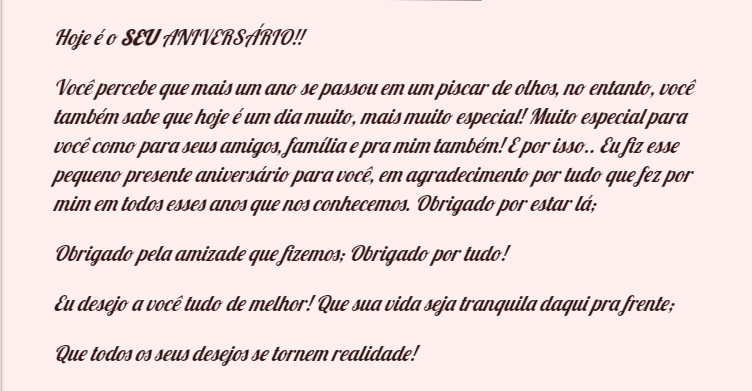 Hoje é o SEU ANIVERSÁRIO!!
Você percebe que mais um ano se passou em um piscar de olhos, no entanto, você
também sabe que hoje é um dia muito, mais muito especial! Muito especial para
você como para seus amigos, família e pra mim também! E por isso.. Eu fiz esse
pequeno presente aniversário para você, em agradecimento por tudo que fez por
mim em todos esses anos que nos conhecemos. Obrigado por estar lá;
Obrigado pela amizade que fizemos; Obrigado por tudo!
Eu desejo a você tudo de melhor! Que sua vida seja tranquila daqui pra frente;
Que todos os seus desejos se tornem realidade!